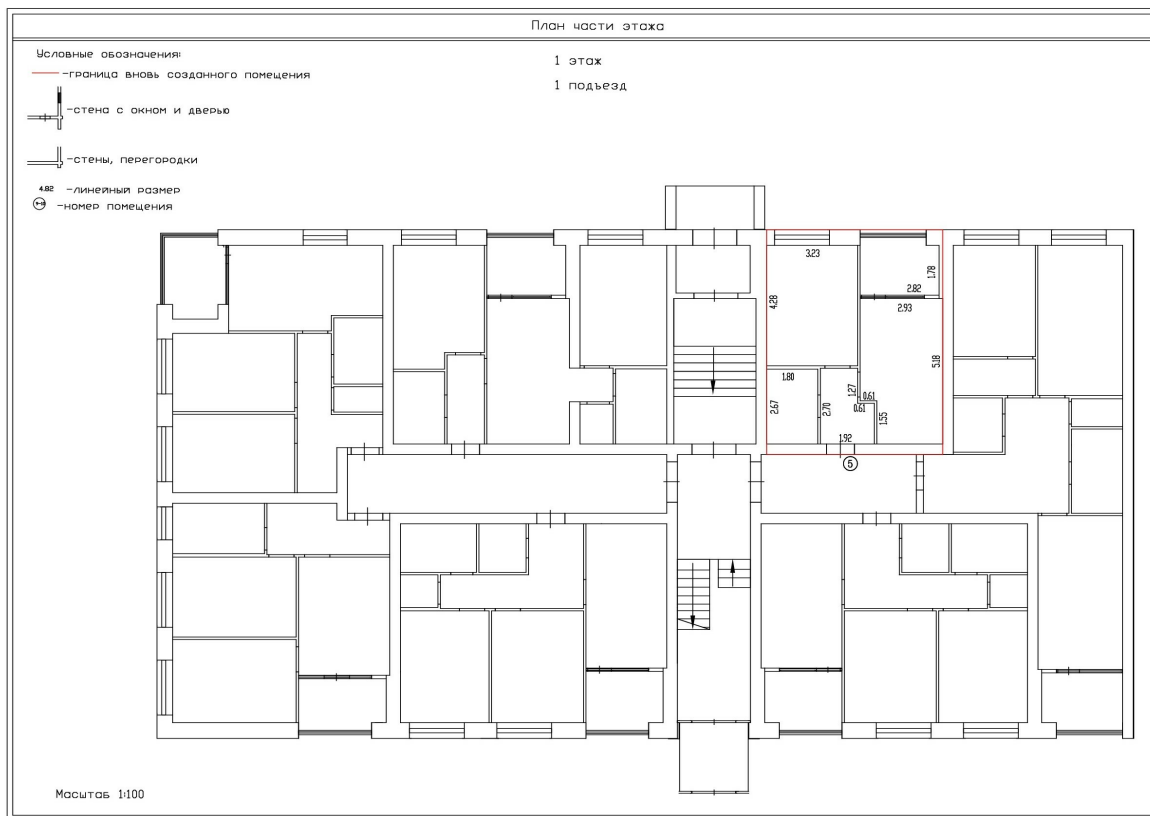 План части этажа
Условные обозначения:
-граница вновь созданного помещения
-стена с окном и дверью
-стены, перегородки
4.82 -линейный размер
-номер помещения
1 этаж
1 подъезд
3.23
1.78
2.82
4.28
2.93
5.18
1.80
1.27
0.61
2.67
2.70
0.61
1.55
1.92
5
Масштаб 1:100